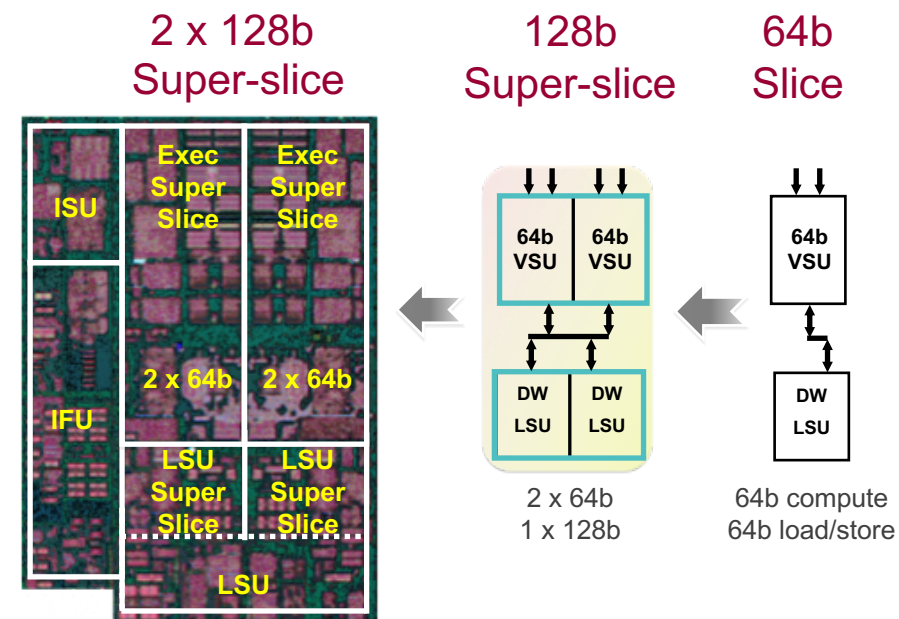 2 x 128b
Super-slice
128b
Super-slice
64b
Slice
ISU
IFU
Exec
Super
Slice
Exec
Super
Slice
2 x 64b
2 x 64b
LSU
Super
Slice
LSU
Super
Slice
LSU
64b
VSU
64b
VSU
DW
LSU
DW
LSU
2 x 64b
1 x 128b
64b
VSU
DW
LSU
64b compute
64b load/store